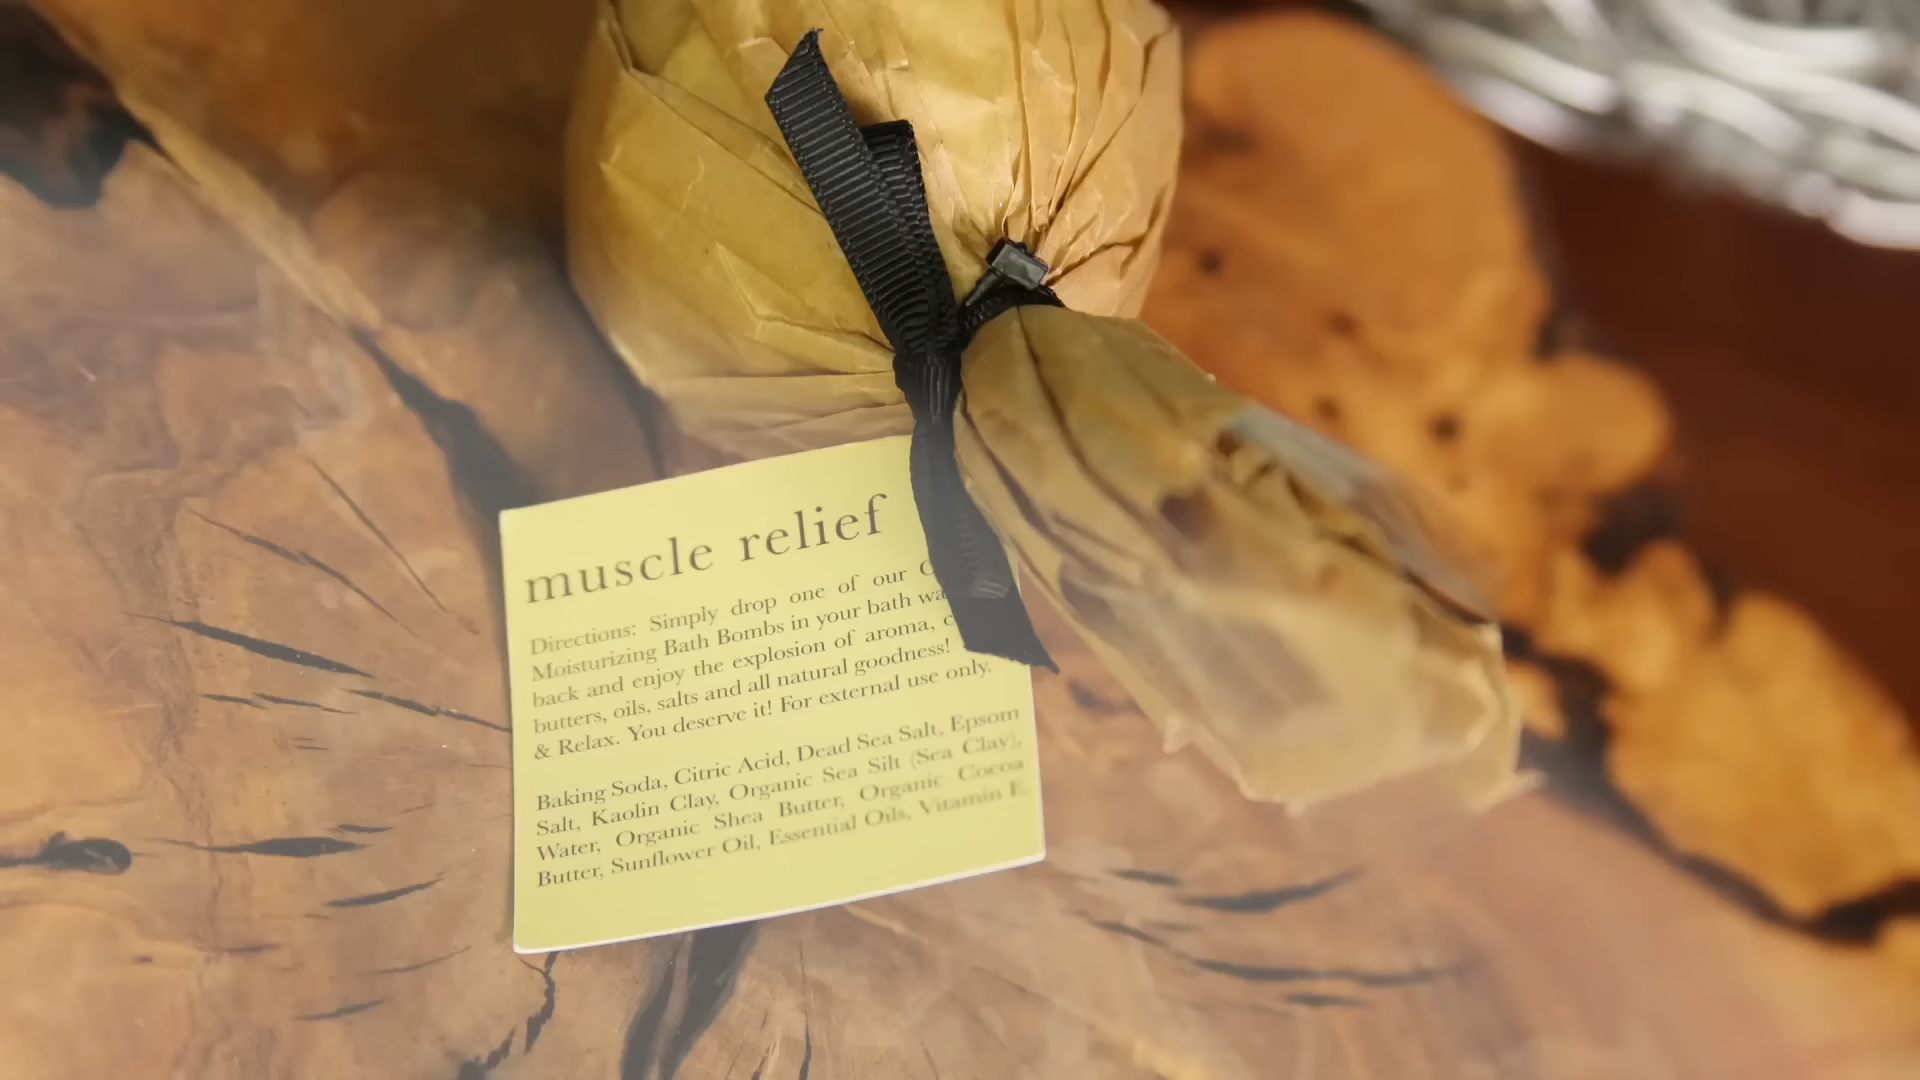 muscle relief
Directions: Simply drop one of our
Moisturizing Bath Bombs in your bath
back and enjoy the explosion of aroma,
butters, oils, salts and all natural goodness!
& Relax. You deserve it! For external use only.
Baking Soda, Citric Acid, Dead Sea Salt, Epsom
Salt, Kaolin Clay, Organic Sea Silt (Sea Clay),
Water, Organic Shea Butter, Organic Cocoa
Butter, Sunflower Oil, Essential Oils, Vitamin E.